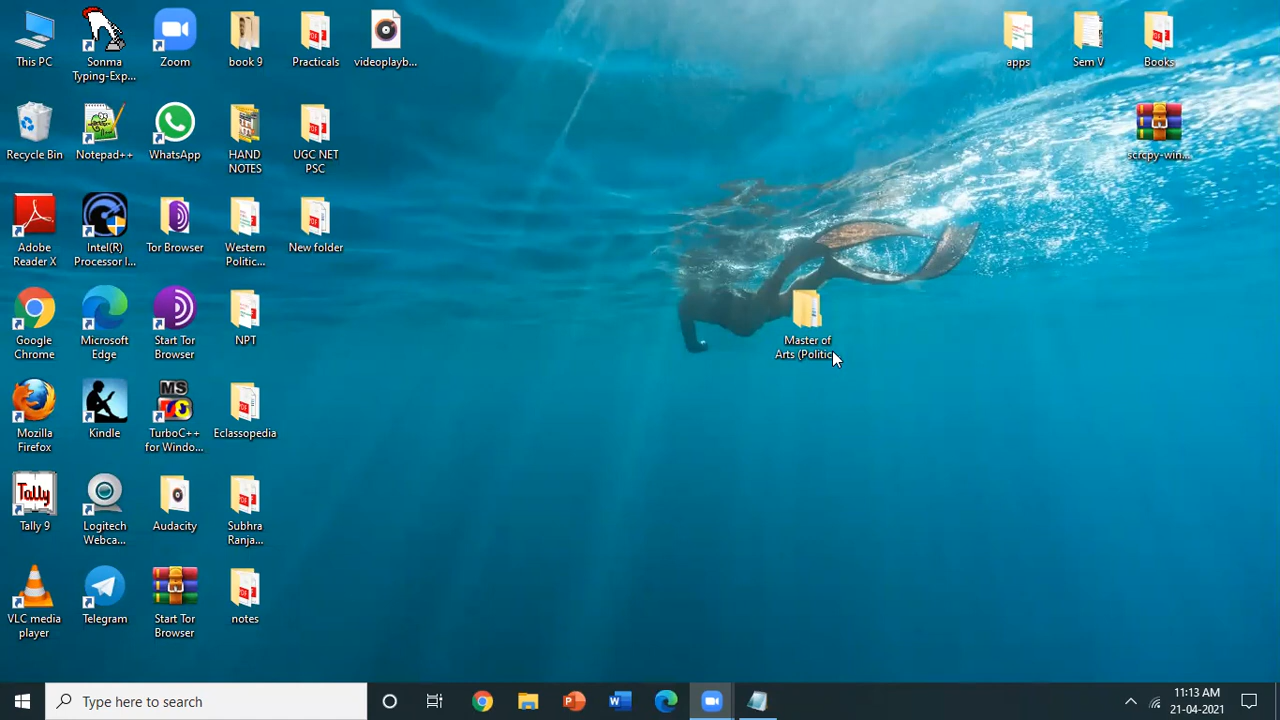 This PC
Sonma
Typing-Exp...
Zoom
book 9
Practicals
videoplayb...
apps
Sem V
Books
Recycle Bin
Notepad++
WhatsApp
HAND
NOTES
UGC NET
PSC
scrcpy-win...
Adobe
Reader X
Intel(R)
Processor I...
Tor Browser
Western
Politic...
New folder
Google
Chrome
Microsoft
Edge
Start Tor
Browser
NPT
Master of
Arts (Politic
Mozilla
Firefox
Kindle
MS
TurboC++
for Windo...
Eclassopedia
Tally
Tally 9
Logitech
Webca...
Audacity
Subhra
Ranja...
VLC media
player
Telegram
Start Tor
Browser
notes
Type here to search
11:13 AM
21-04-2021